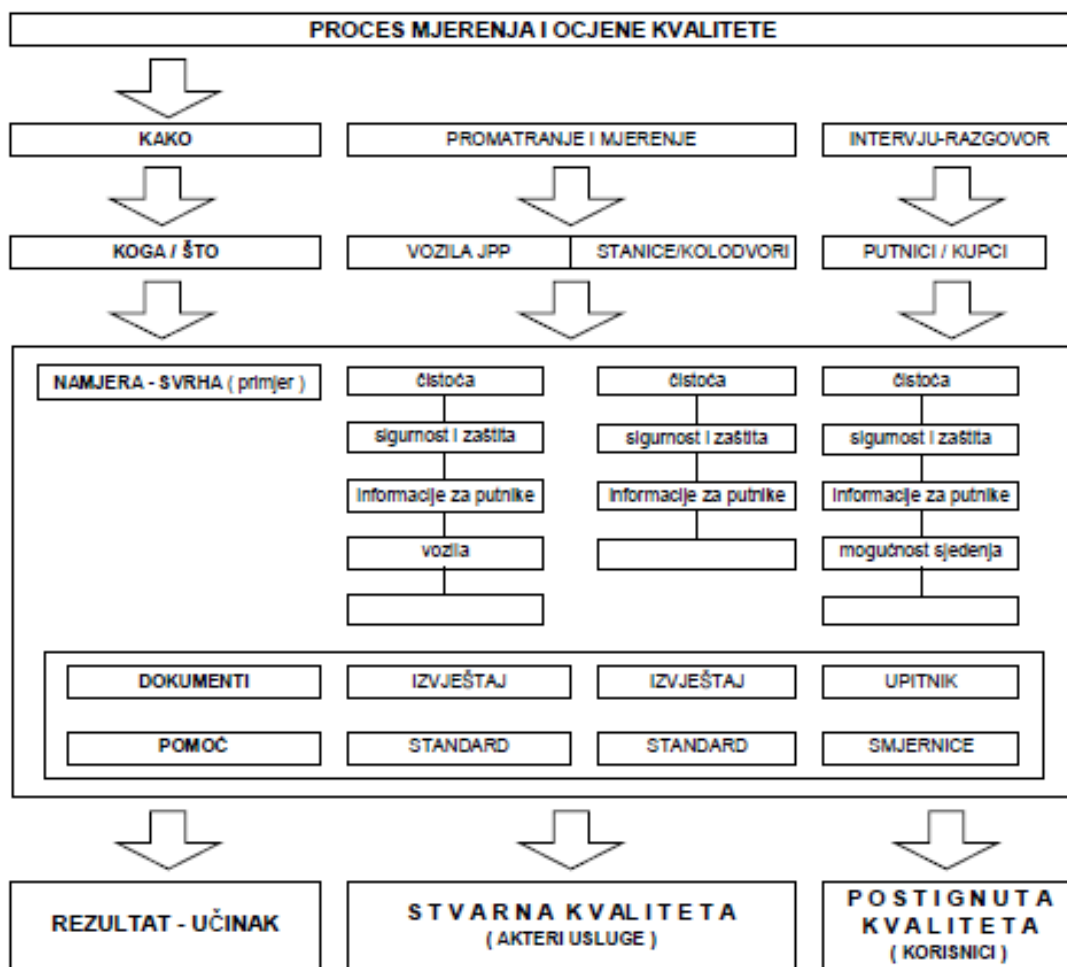 PROCES MJERENJA I OCJENE KVALITETE
KAKO
PROMATRANJE I MJERENJE
INTERVJU-RAZGOVOR
KOGA / ŠTO
VOZILA JPP
STANICE/KOLODVORI
PUTNICI / KUPCI
NAMJERA - SVRHA ( primjer )
čistoća
čistoća
čistoća
sigurnost i zaštita
sigurnost i zaštita
sigurnost i zaštita
informacije za putnike
informacije za putnike
informacije za putnike
vozila
mogućnost sjedenja
DOKUMENTI
IZVJEŠTAJ
IZVJEŠTAJ
UPITNIK
POMOČ
STANDARD
STANDARD
SMJERNICE
REZULTAT - UČINAK
STVARNA KVALITETA
( AKTERI USLUGE )
POSTIGNUTA
KVALITETA
( KORISNICI )